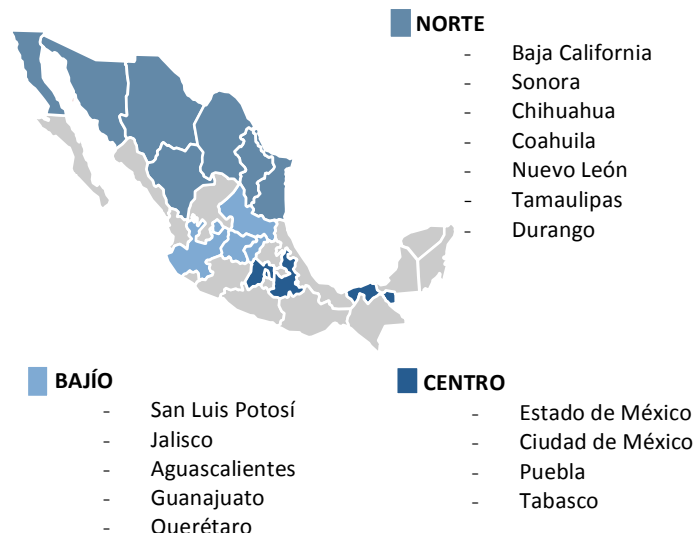 NORTE
- Baja California
- Sonora
- Chihuahua
- Coahuila
- Nuevo León
- Tamaulipas
- Durango
BAJÍO
- San Luis Potosí
- Jalisco
- Aguascalientes
- Guanajuato
- Querétaro
CENTRO
- Estado de México
- Ciudad de México
- Puebla
- Tabasco